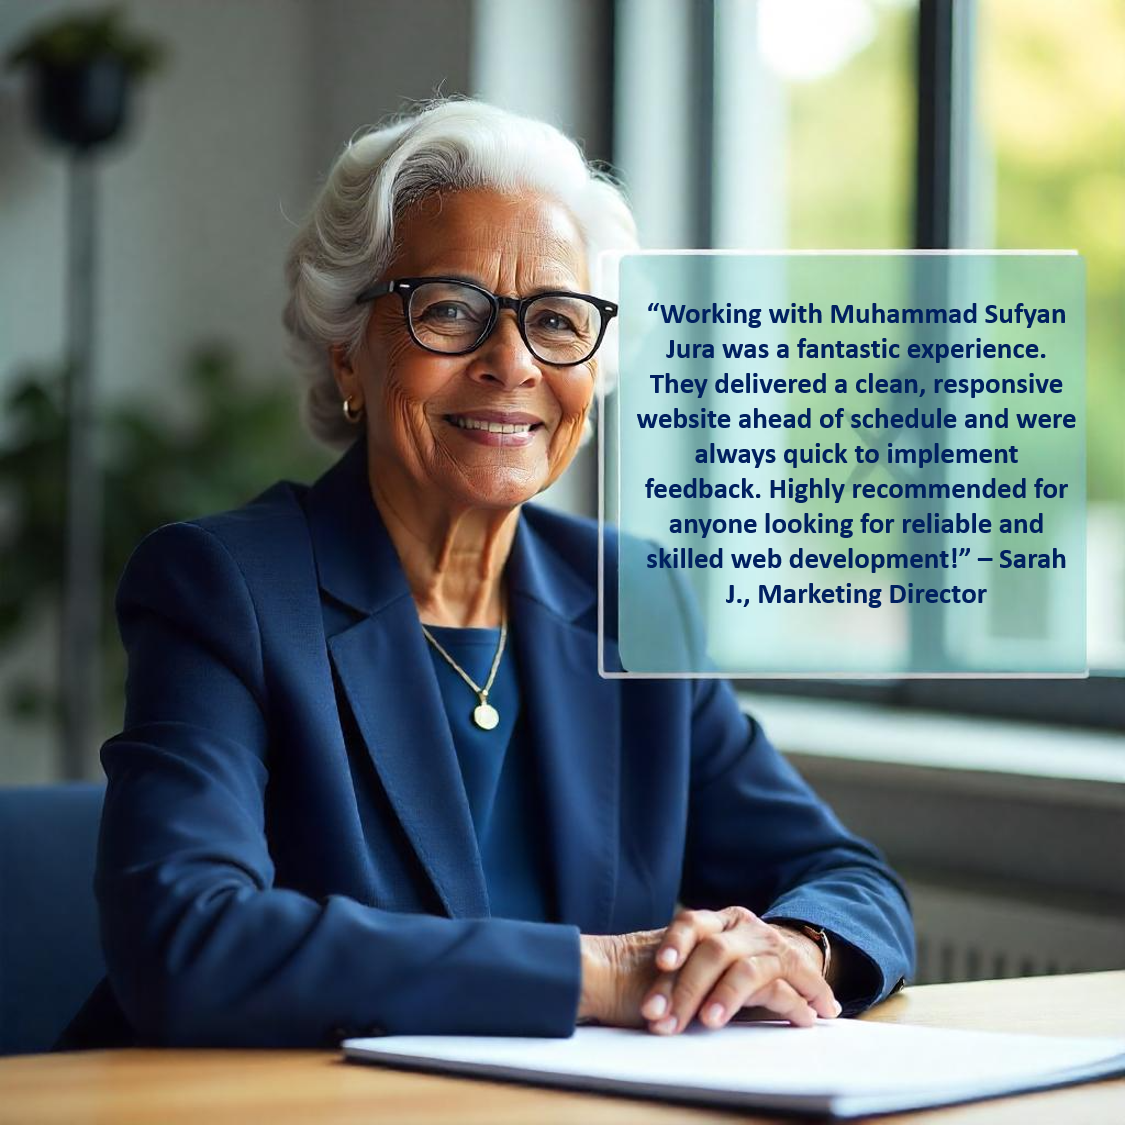 “Working with Muhammad Sufyan
Jura was a fantastic experience.
They delivered a clean, responsive
website ahead of schedule and were
always quick to implement
feedback. Highly recommended for
anyone looking for reliable and
skilled web development!” – Sarah
J., Marketing Director